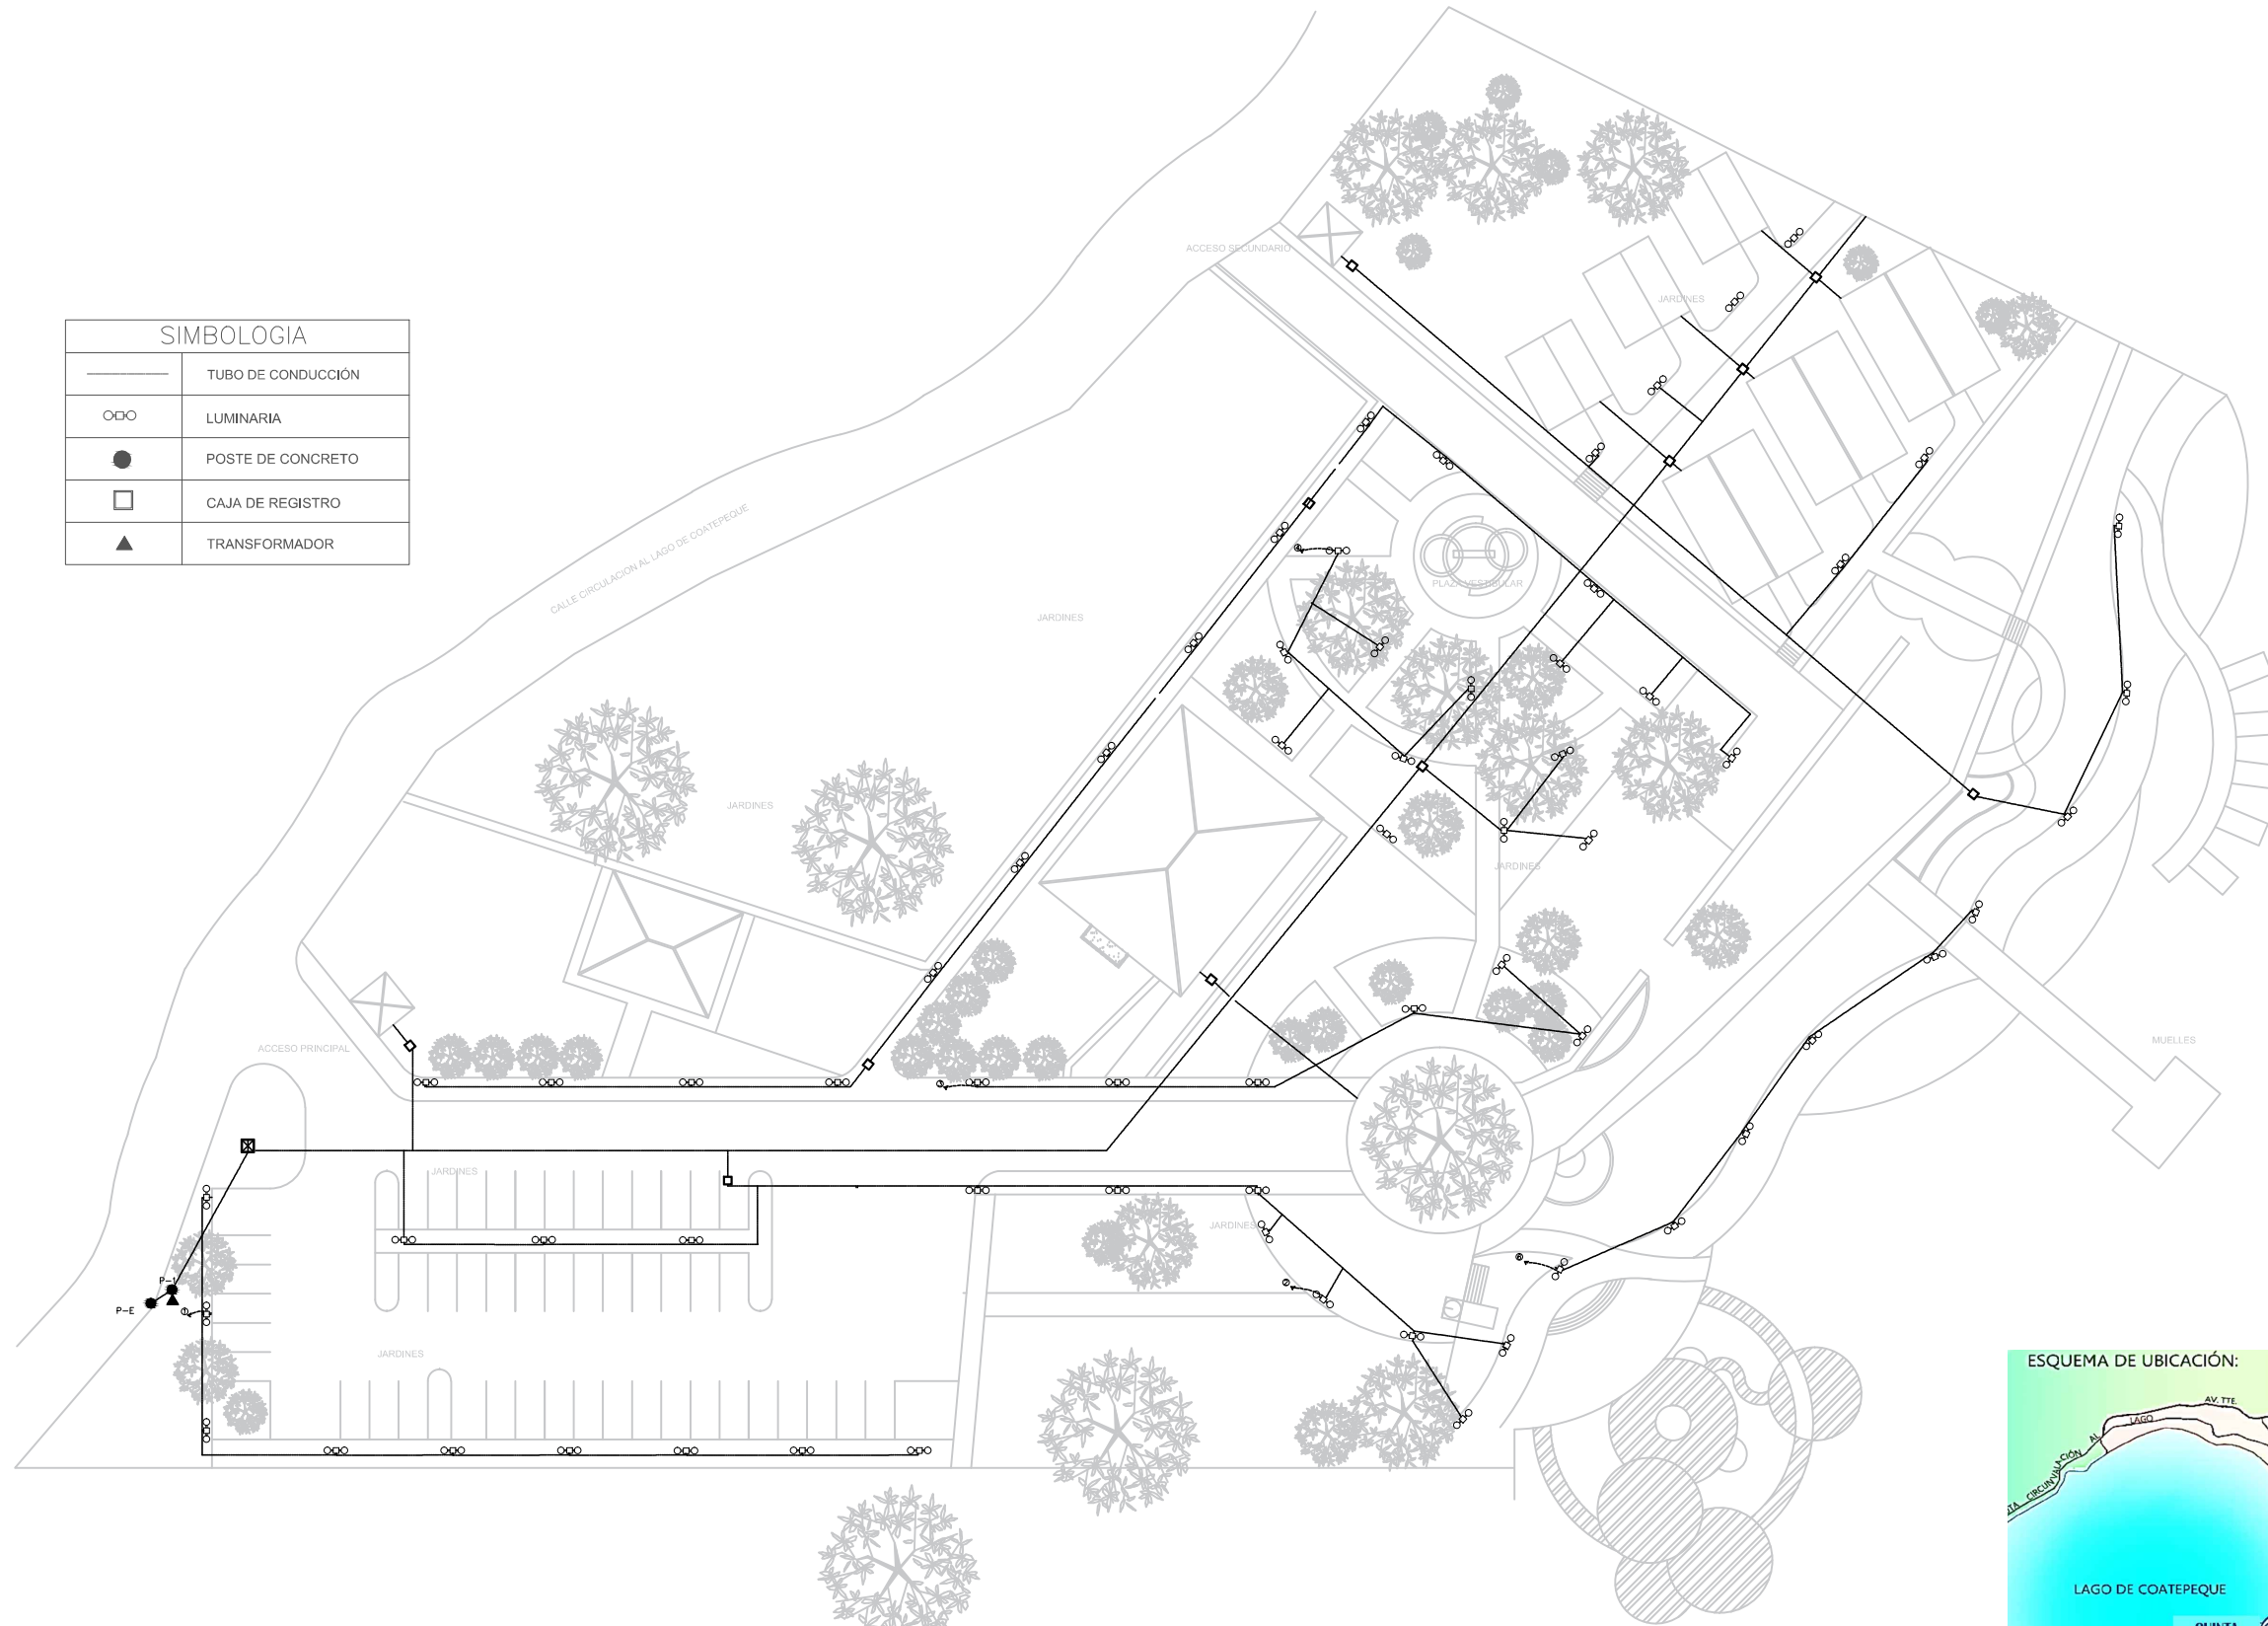 SIMBOLOGIA
TUBO DE CONDUCCIÓN
LUMINARIA
POSTE DE CONCRETO
CAJA DE REGISTRO
TRANSFORMADOR
ACCESO SECUNDARIO
JARDINES
CALLE CIRCULACION AL LAGO DE COATEPEQUE
PLAZA VESTIBULAR
JARDINES
JARDINES
JARDINES
ACCESO PRINCIPAL
MUELLES
JARDINES
JARDINES
P-1
P-E
JARDINES
ESQUEMA DE UBICACIÓN:
AV. TTE.
LAGO
AL
CIRCUNVALACIÓN
LAGO DE COATEPEQUE
QUINTA